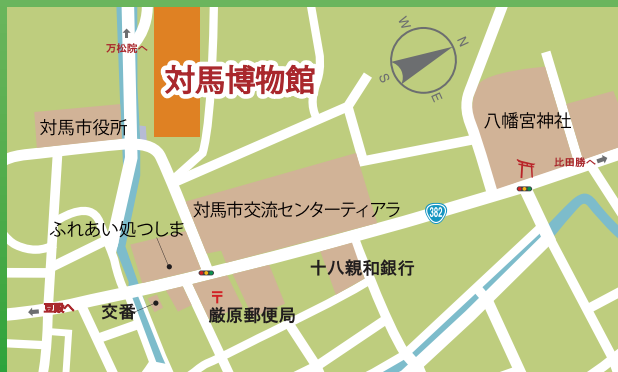 万松院へ
対馬博物館
W
N
S
E
対馬市役所
八幡宮神社
比田勝へ
対馬市交流センターティアラ
382
ふれあい処つしま
十八親和銀行
豆酘へ
交番
〒
厳原郵便局